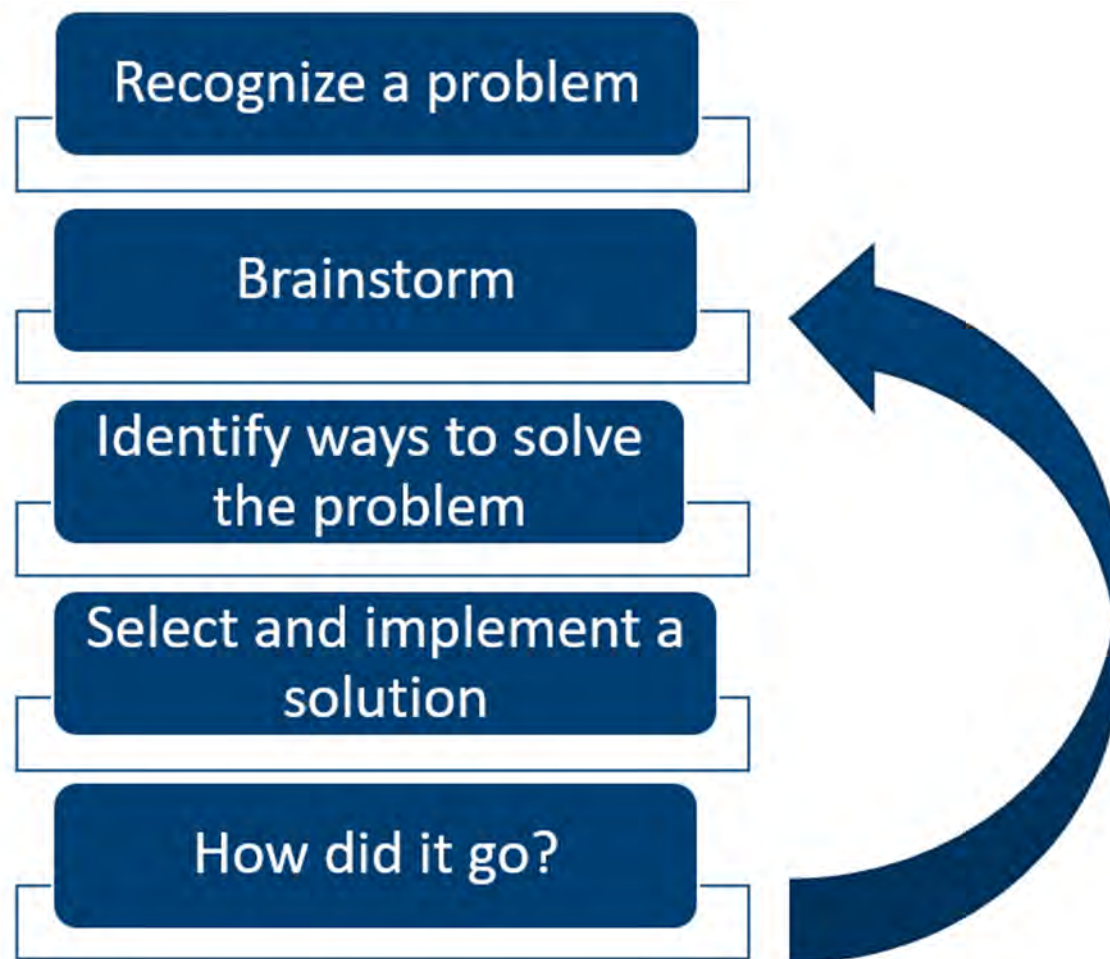 Recognize a problem
Brainstorm
Identify ways to solve
the problem
Select and implement a
solution
How did it go?